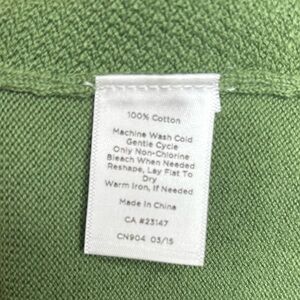 100% Cotton
Machine Wash Cold
Gentle Cycle
Only Non-Chlorine
Bleach When Needed
Reshape, Lay Flat To
Dry
Warm Iron, If Needed
Made In China
CA #23147
CN904 03/15